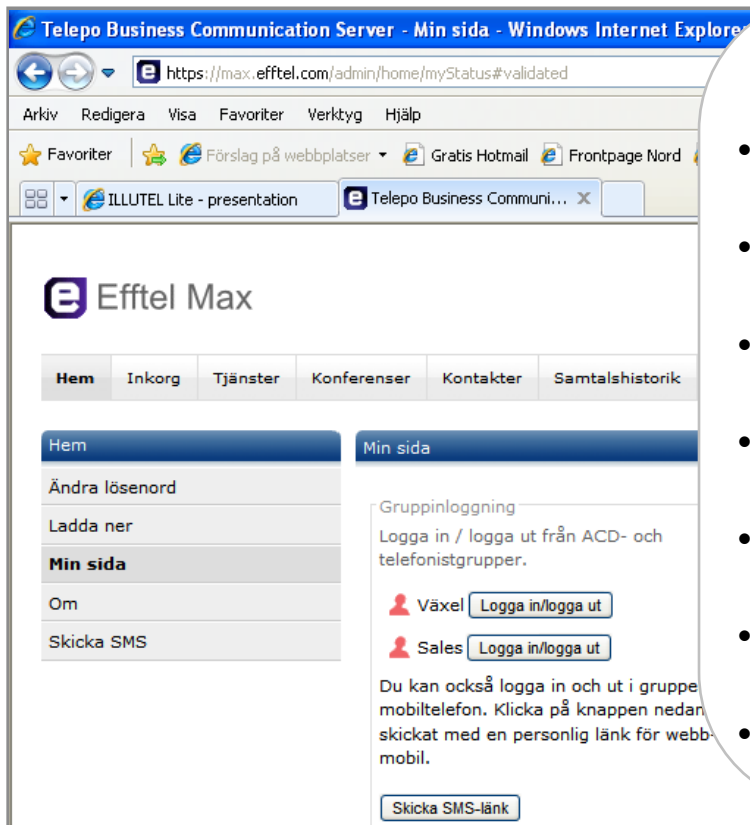 Telepo Business Communication Server - Min sida - Windows Internet Explorer
https://max.efftel.com/admin/home/myStatus#validated
Arkiv Redigera Visa Favoriter Verktyg Hjälp
Favoriter Förslag på webbplatser Gratis Hotmail Frontpage Nord
ILLUTEL Lite - presentation Telepo Business Communi... X
Efftel Max
Hem Inkorg Tjänster Konferenser Kontakter Samtalshistorik
Hem
Ändra lösenord
Ladda ner
Min sida
Om
Skicka SMS
Min sida
Gruppinloggning
Logga in / logga ut från ACD- och
telefonistgrupper.
Växel Logga in/logga ut
Sales Logga in/logga ut
Du kan också logga in och ut i gruppe
mobiltelefon. Klicka på knappen nedan
skickat med en personlig länk för webb-
mobil.
Skicka SMS-länk